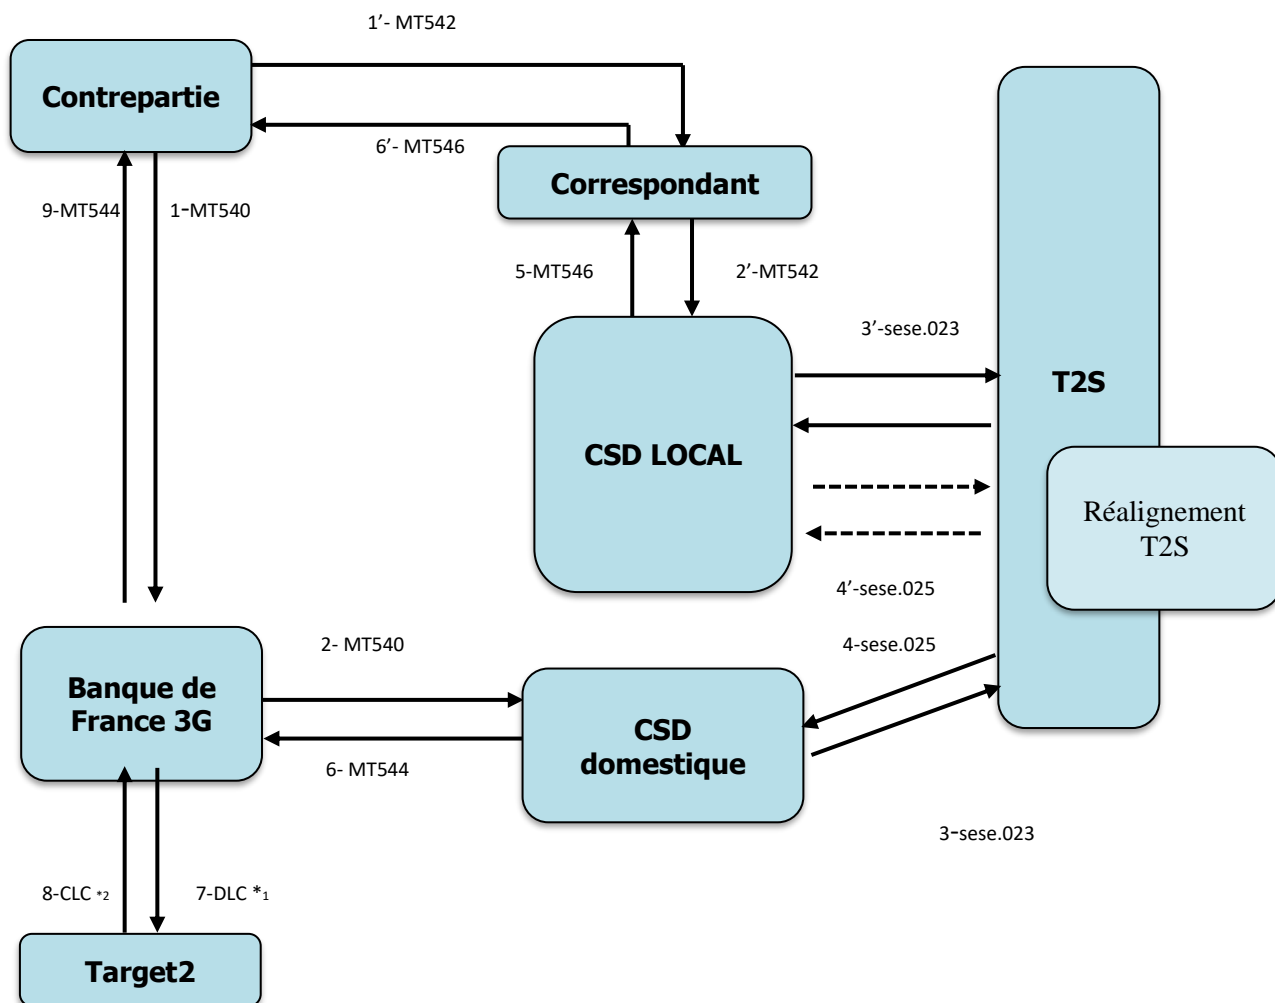 1’- MT542
Contrepartie
6’- MT546
Correspondant
9-MT544
1-MT540
5-MT546
2’-MT542
3’-sese.023
T2S
CSD LOCAL
Réalignement
T2S
4’-sese.025
2- MT540
4-sese.025
Banque de
France 3G
CSD
domestique
6- MT544
3-sese.023
8-CLC *2
7-DLC *1
Target2